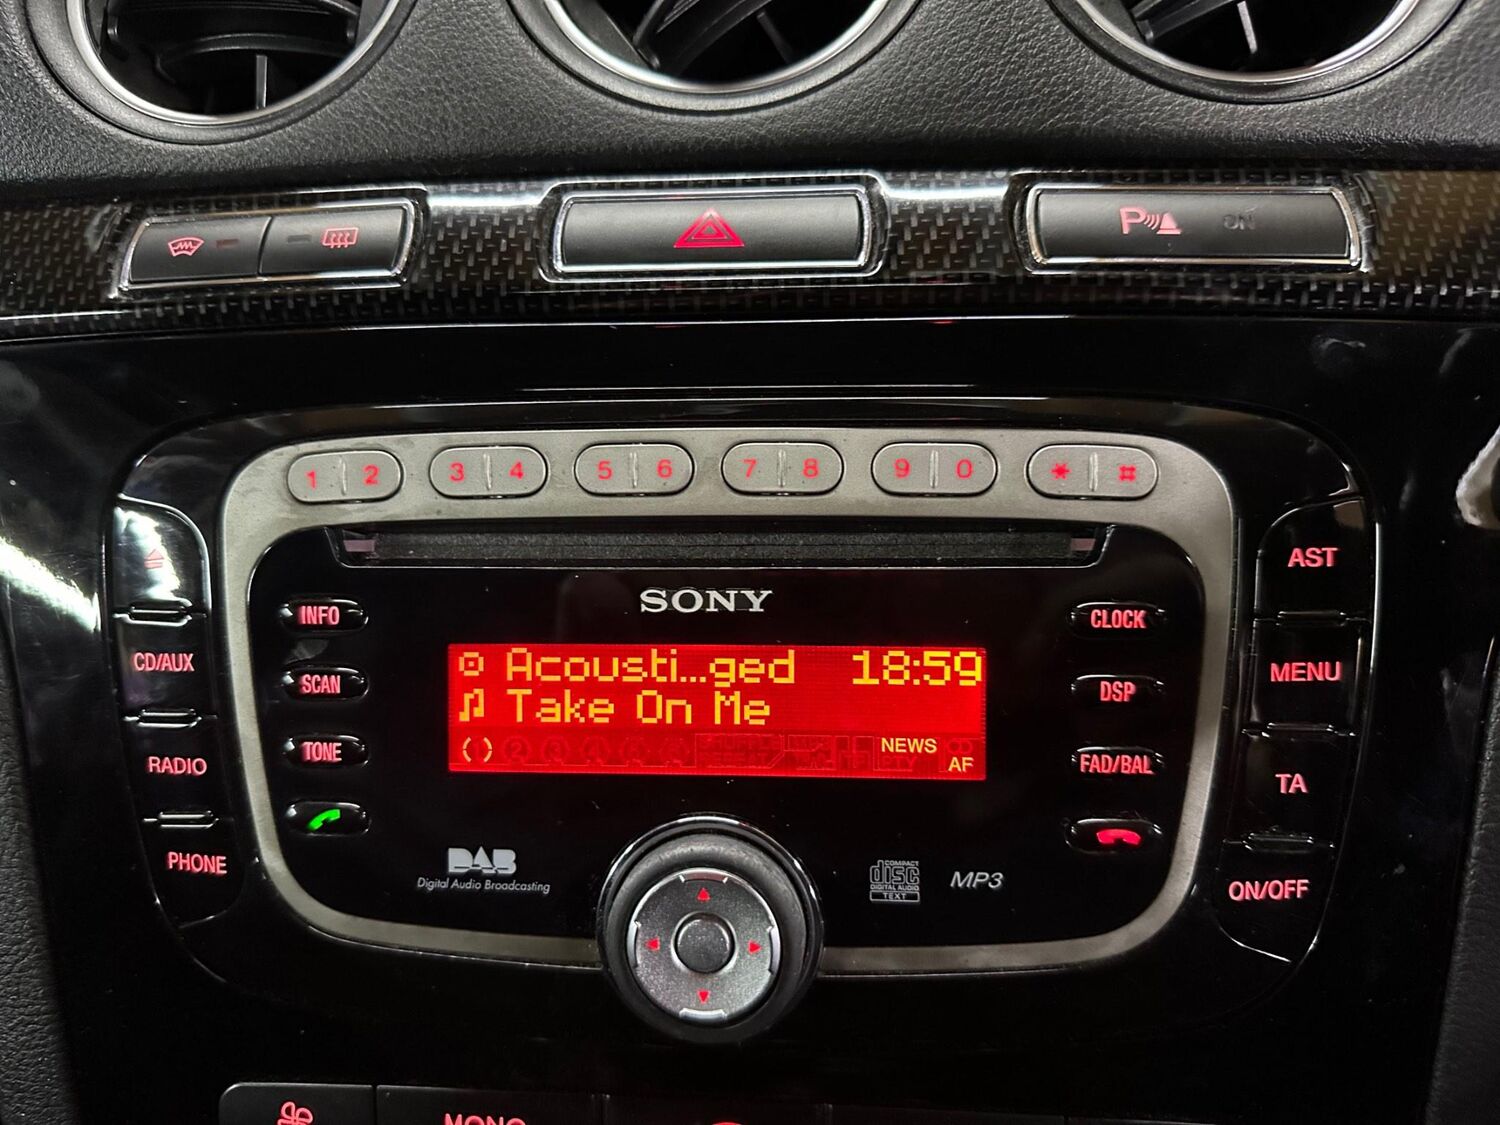 P ON
1 2 3 4 5 6 7 8 9 0 * #
SONY
INFO
SCAN
TONE
CD/AUX
RADIO
PHONE
Acousti...ged 18:59
Take On Me
NEWS
AF
CLOCK
DSP
FAD/BAL
AST
MENU
TA
ON/OFF
DAB
Digital Audio Broadcasting
COMPACT
disc
DIGITAL AUDIO
TEXT
MP3
MONO